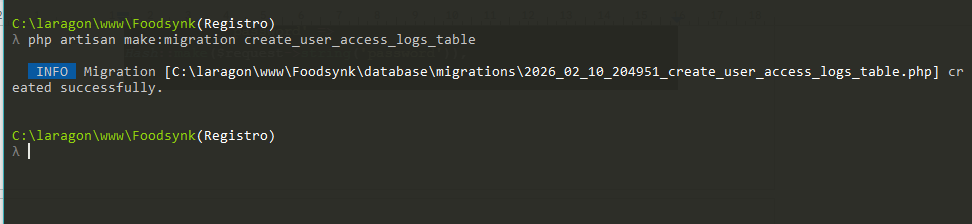 C:\laragon\www\Foodsynk(Registro)
λ php artisan make:migration create_user_access_logs_table
INFO Migration [C:\laragon\www\Foodsynk\database\migrations\2026_02_10_204951_create_user_access_logs_table.php] cr
eated successfully.
C:\laragon\www\Foodsynk(Registro)
λ